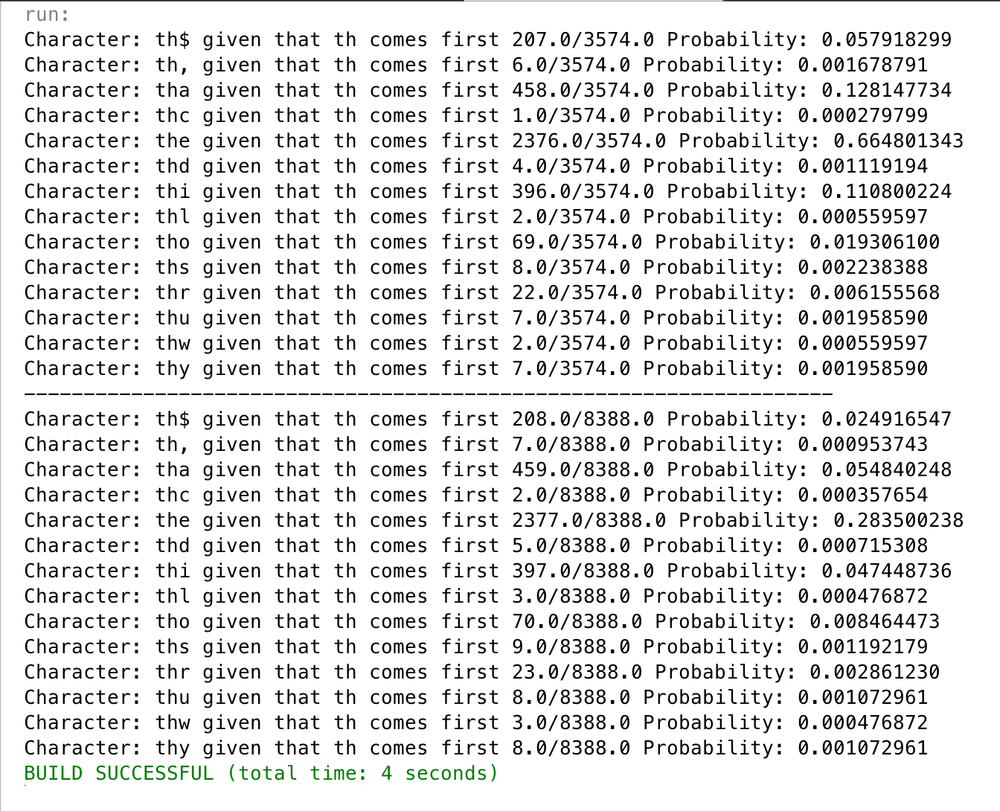 run:
Character: th$ given that th comes first 207.0/3574.0 Probability: 0.057918299
Character: th, given that th comes first 6.0/3574.0 Probability: 0.001678791
Character: tha given that th comes first 458.0/3574.0 Probability: 0.128147734
Character: thc given that th comes first 1.0/3574.0 Probability: 0.000279799
Character: the given that th comes first 2376.0/3574.0 Probability: 0.664801343
Character: thd given that th comes first 4.0/3574.0 Probability: 0.001119194
Character: thi given that th comes first 396.0/3574.0 Probability: 0.110800224
Character: thl given that th comes first 2.0/3574.0 Probability: 0.000559597
Character: tho given that th comes first 69.0/3574.0 Probability: 0.019306100
Character: ths given that th comes first 8.0/3574.0 Probability: 0.002238388
Character: thr given that th comes first 22.0/3574.0 Probability: 0.006155568
Character: thu given that th comes first 7.0/3574.0 Probability: 0.001958590
Character: thw given that th comes first 2.0/3574.0 Probability: 0.000559597
Character: thy given that th comes first 7.0/3574.0 Probability: 0.001958590
--------------------------------------------------------------------
Character: th$ given that th comes first 208.0/8388.0 Probability: 0.024916547
Character: th, given that th comes first 7.0/8388.0 Probability: 0.000953743
Character: tha given that th comes first 459.0/8388.0 Probability: 0.054840248
Character: thc given that th comes first 2.0/8388.0 Probability: 0.000357654
Character: the given that th comes first 2377.0/8388.0 Probability: 0.283500238
Character: thd given that th comes first 5.0/8388.0 Probability: 0.000715308
Character: thi given that th comes first 397.0/8388.0 Probability: 0.047448736
Character: thl given that th comes first 3.0/8388.0 Probability: 0.000476872
Character: tho given that th comes first 70.0/8388.0 Probability: 0.008464473
Character: ths given that th comes first 9.0/8388.0 Probability: 0.001192179
Character: thr given that th comes first 23.0/8388.0 Probability: 0.002861230
Character: thu given that th comes first 8.0/8388.0 Probability: 0.001072961
Character: thw given that th comes first 3.0/8388.0 Probability: 0.000476872
Character: thy given that th comes first 8.0/8388.0 Probability: 0.001072961
BUILD SUCCESSFUL (total time: 4 seconds)